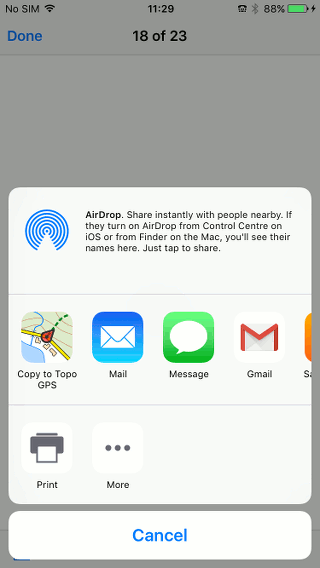 No SIM 11:29 88%
Done 18 of 23
AirDrop. Share instantly with people nearby. If
they turn on AirDrop from Control Centre on
iOS or from Finder on the Mac, you'll see their
names here. Just tap to share.
Copy to Topo
GPS
Mail
Message
Gmail
Print
More
Cancel